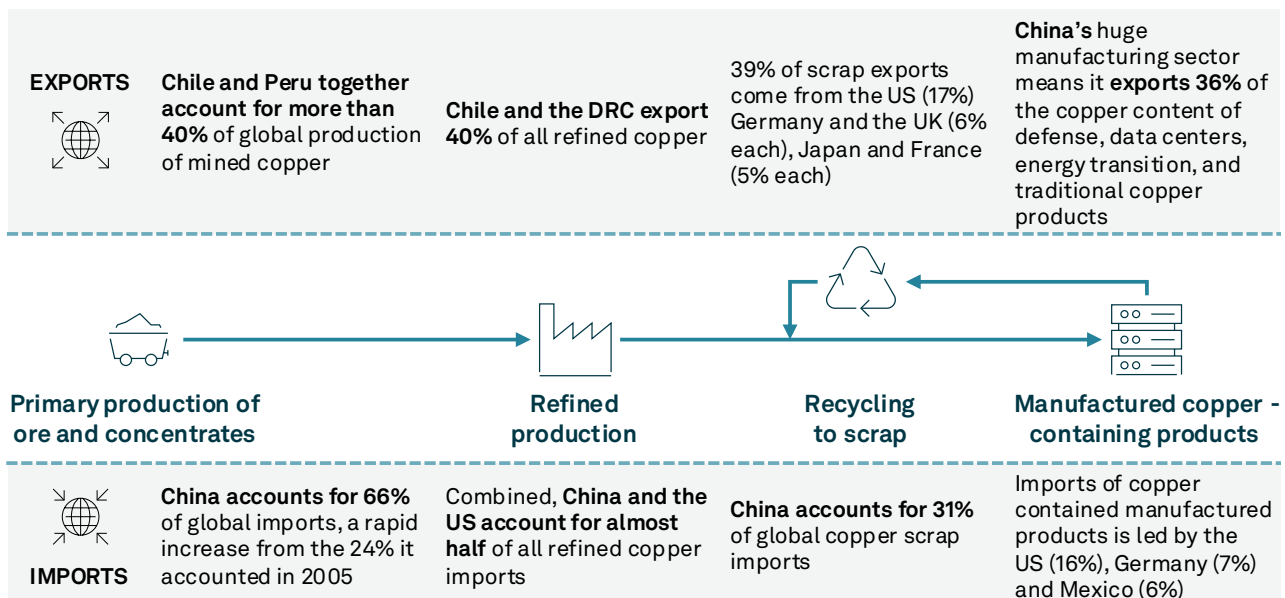 EXPORTS
Chile and Peru together
account for more than
40% of global production
of mined copper
Chile and the DRC export
40% of all refined copper
39% of scrap exports
come from the US (17%)
Germany and the UK (6%
each), Japan and France
(5% each)
China's huge
manufacturing sector
means it exports 36% of
the copper content of
defense, data centers,
energy transition, and
traditional copper
products
Primary production of
ore and concentrates
Refined
production
Recycling
to scrap
Manufactured copper -
containing products
IMPORTS
China accounts for 66%
of global imports, a rapid
increase from the 24% it
accounted in 2005
Combined, China and the
US account for almost
half of all refined copper
imports
China accounts for 31%
of global copper scrap
imports
Imports of copper
contained manufactured
products is led by the
US (16%), Germany (7%)
and Mexico (6%)